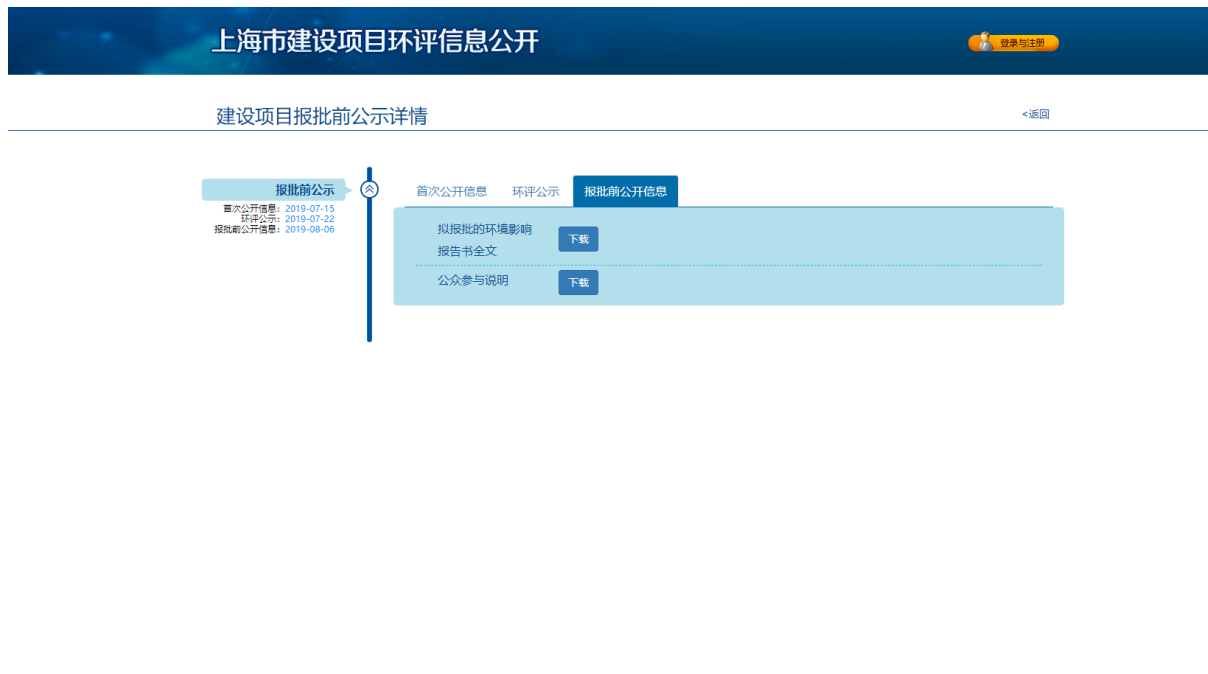 上海市建设项目环评信息公开
登录与注册
建设项目报批前公示详情
<返回
报批前公示
首次公开信息：2019-07-15
环评公示：2019-07-22
报批前公开信息：2019-08-06
首次公开信息
环评公示
报批前公开信息
拟报批的环境影响
报告书全文
下载
公众参与说明
下载